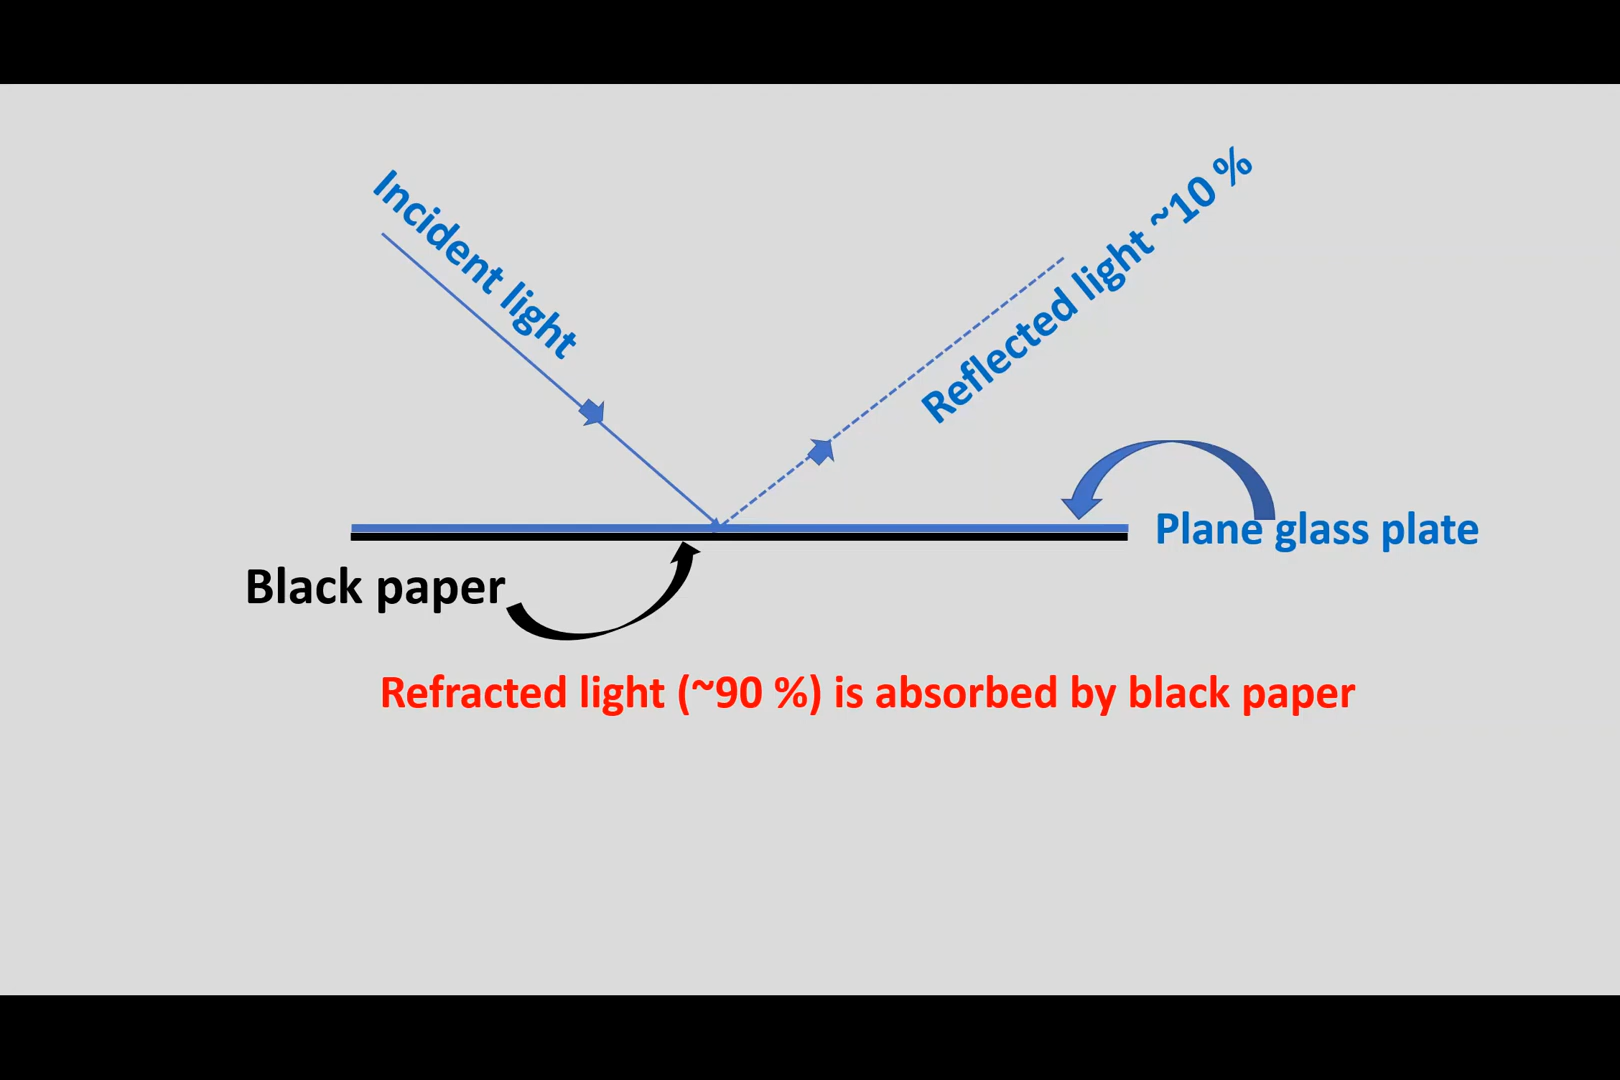 Incident light
Reflected light ~10 %
Plane glass plate
Black paper
Refracted light (~90 %) is absorbed by black paper